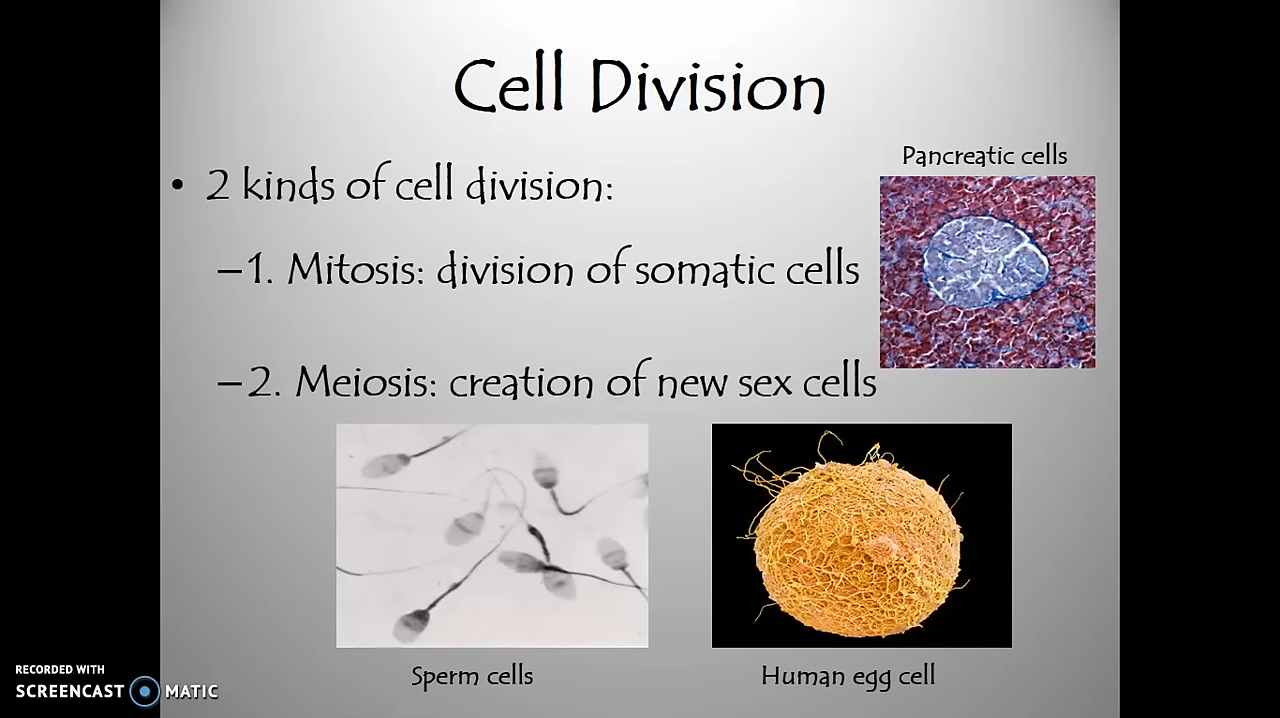 Cell Division
Pancreatic cells
• 2 kinds of cell division:
–1. Mitosis: division of somatic cells
–2. Meiosis: creation of new sex cells
Sperm cells
Human egg cell
RECORDED WITH
SCREENCAST MATIC